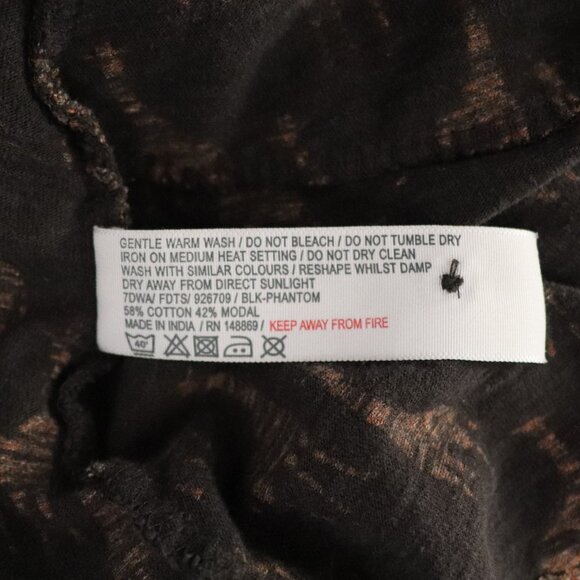 GENTLE WARM WASH / DO NOT BLEACH / DO NOT TUMBLE DRY
IRON ON MEDIUM HEAT SETTING / DO NOT DRY CLEAN
WASH WITH SIMILAR COLOURS / RESHAPE WHILST DAMP
DRY AWAY FROM DIRECT SUNLIGHT
7DWA/ FDTS/ 926709 / BLK-PHANTOM
58% COTTON 42% MODAL
MADE IN INDIA / RN 148869 / KEEP AWAY FROM FIRE
40°